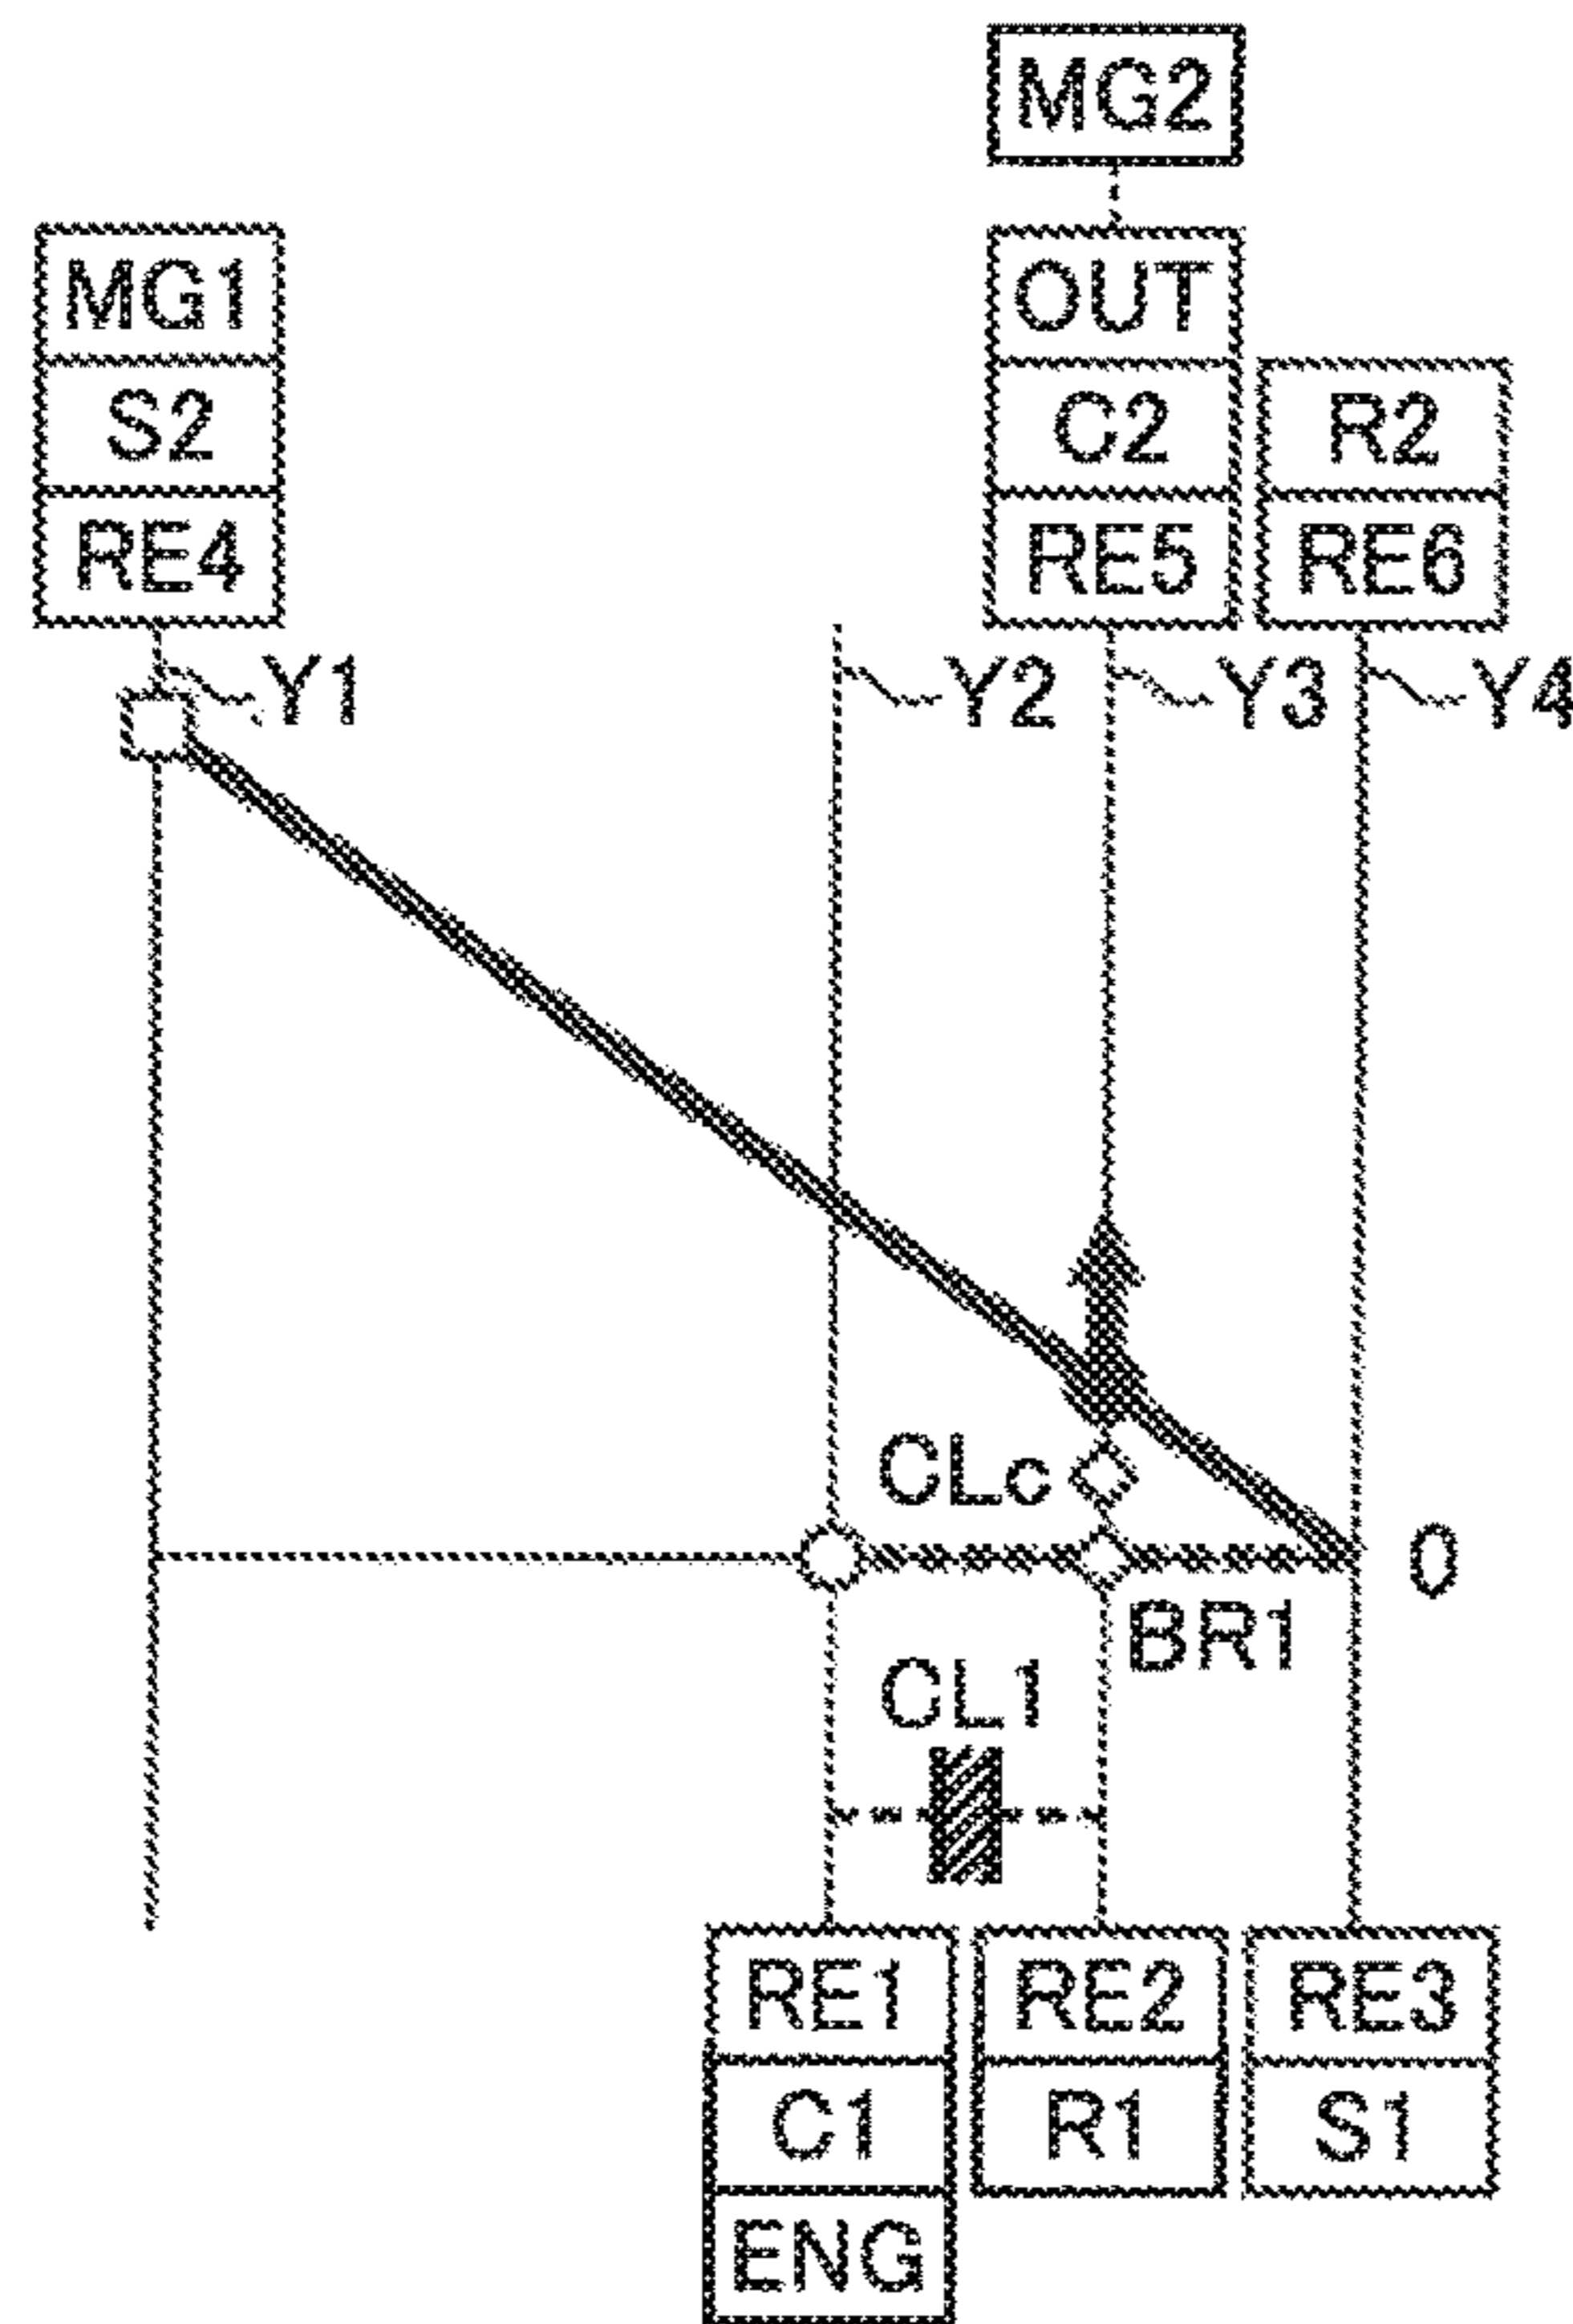 MG2
MG1 OUT
S2 C2 R2
RE4 RE5 RE6
Y1 Y2 Y3 Y4
CLc
0
BR1
CL1
RE1 RE2 RE3
C1 R1 S1
ENG